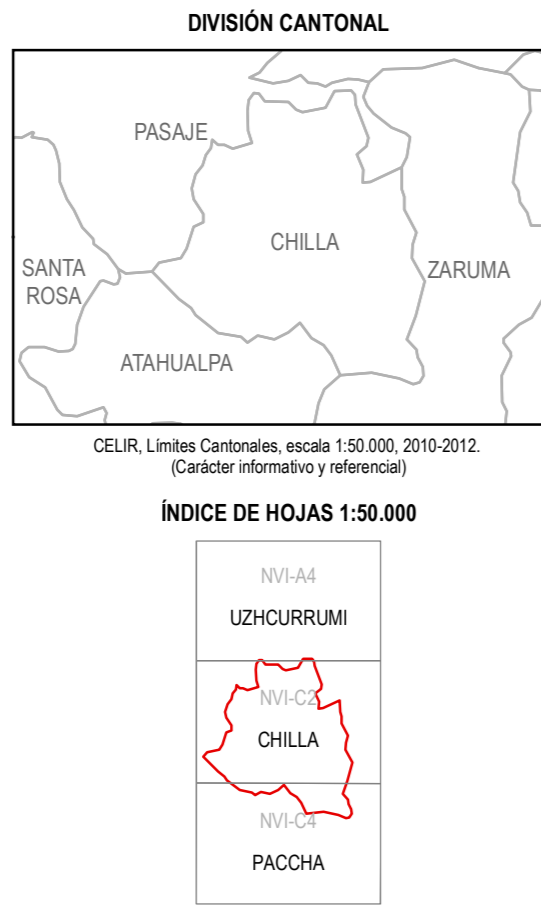 DIVISIÓN CANTONAL
PASAJE
CHILLA
SANTA
ROSA
ZARUMA
ATAHUALPA
CELIR, Límites Cantonales, escala 1:50.000, 2010-2012.
(Carácter informativo y referencial)
ÍNDICE DE HOJAS 1:50.000
NVI-A4
UZHCURRUMI
NVI-C2
CHILLA
NVI-C4
PACCHA